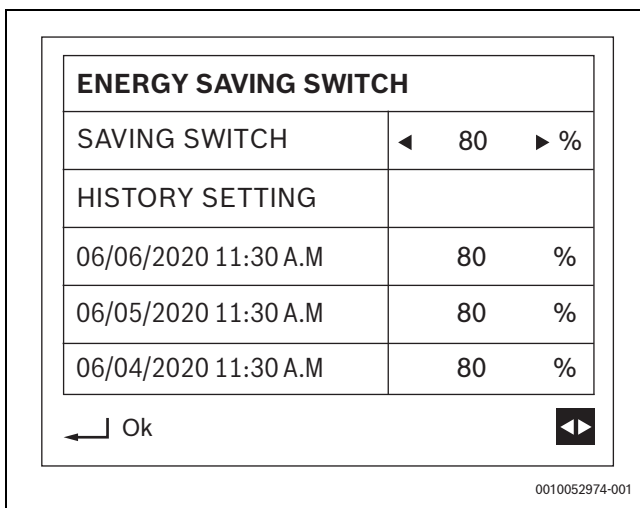 ENERGY SAVING SWITCH
SAVING SWITCH ◀ 80 ▶ %
HISTORY SETTING
06/06/2020 11:30 A.M 80 %
06/05/2020 11:30 A.M 80 %
06/04/2020 11:30 A.M 80 %
Ok
0010052974-001